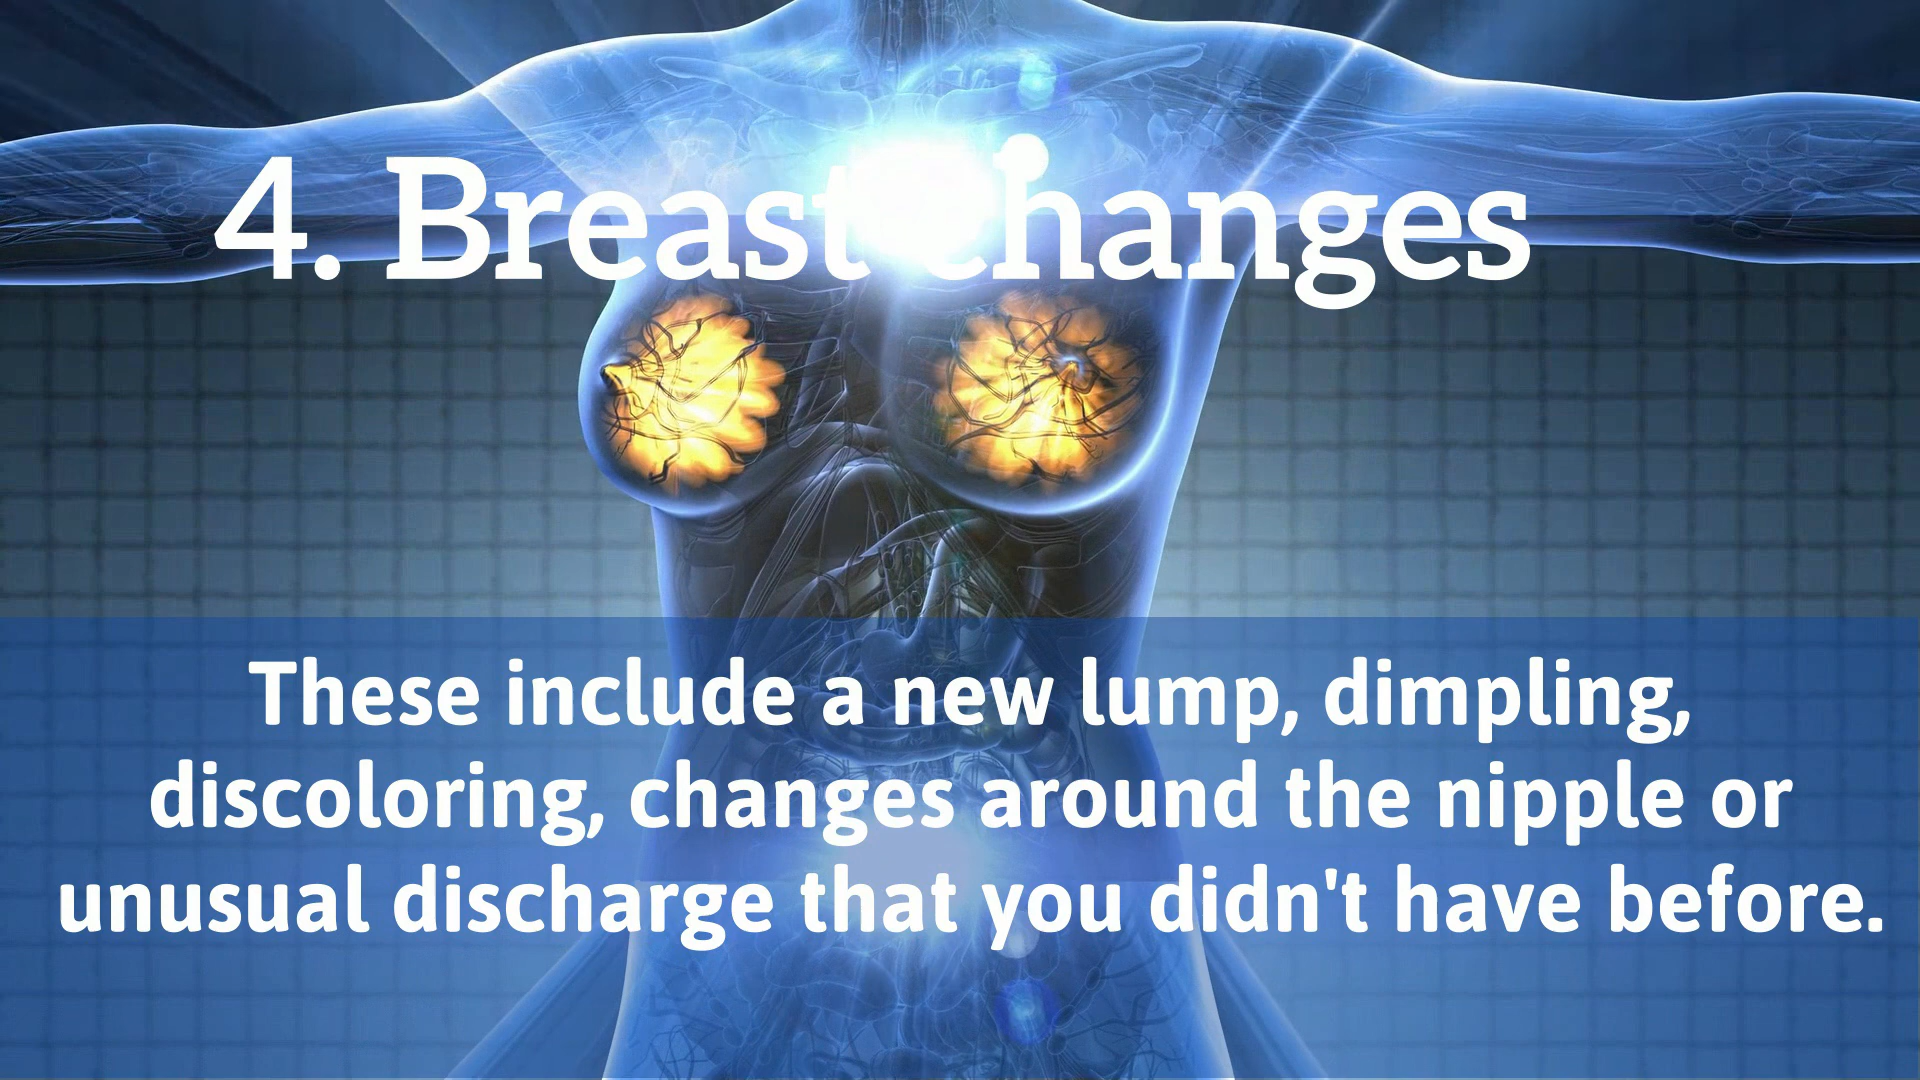 4. Breast changes
These include a new lump, dimpling,
discoloring, changes around the nipple or
unusual discharge that you didn't have before.